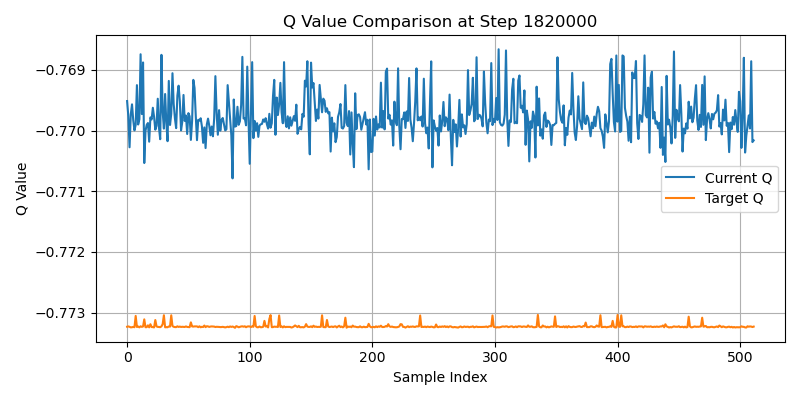 Q Value Comparison at Step 1820000
Q Value
−0.769
−0.770
−0.771
−0.772
−0.773
Current Q
Target Q
0 100 200 300 400 500
Sample Index